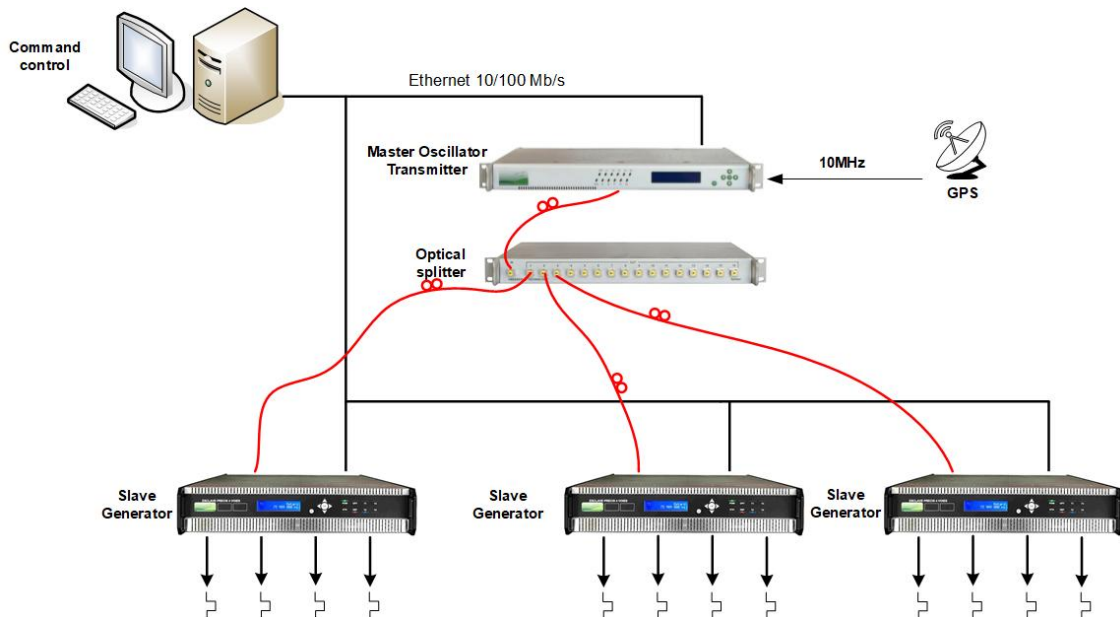 Command
control
Ethernet 10/100 Mb/s
Master Oscillator
Transmitter
10MHz
GPS
Optical
splitter
Slave
Generator
Slave
Generator
Slave
Generator